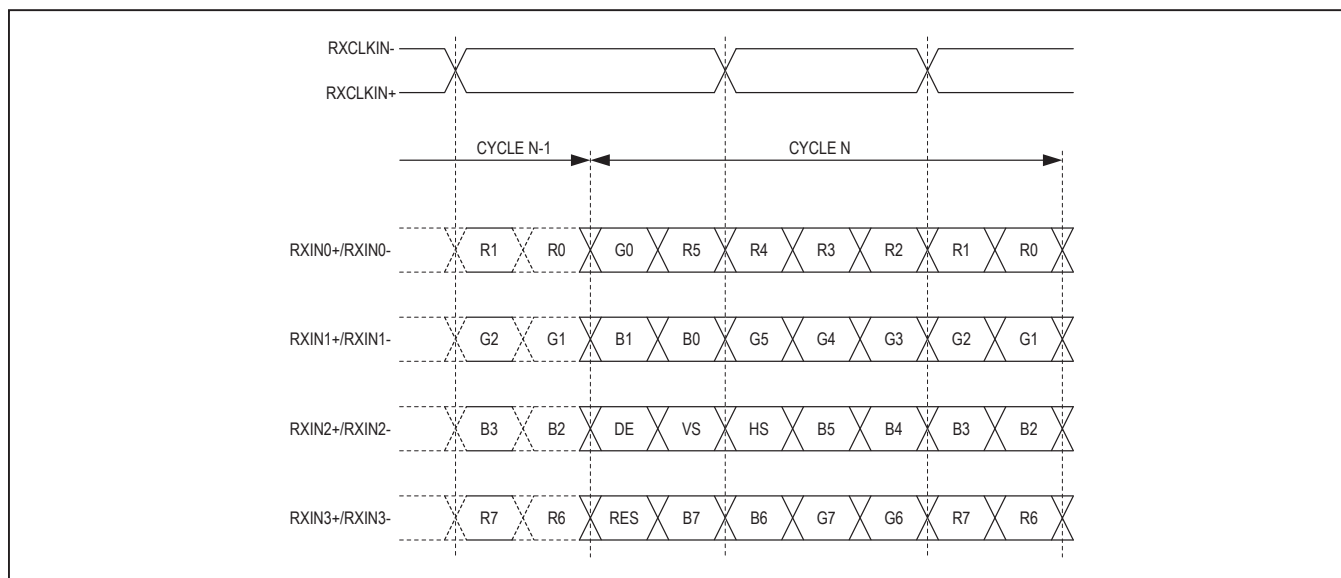 RXCLKIN-
RXCLKIN+
CYCLE N-1 CYCLE N
RXIN0+/RXIN0- R1 R0 G0 R5 R4 R3 R2 R1 R0
RXIN1+/RXIN1- G2 G1 B1 B0 G5 G4 G3 G2 G1
RXIN2+/RXIN2- B3 B2 DE VS HS B5 B4 B3 B2
RXIN3+/RXIN3- R7 R6 RES B7 B6 G7 G6 R7 R6